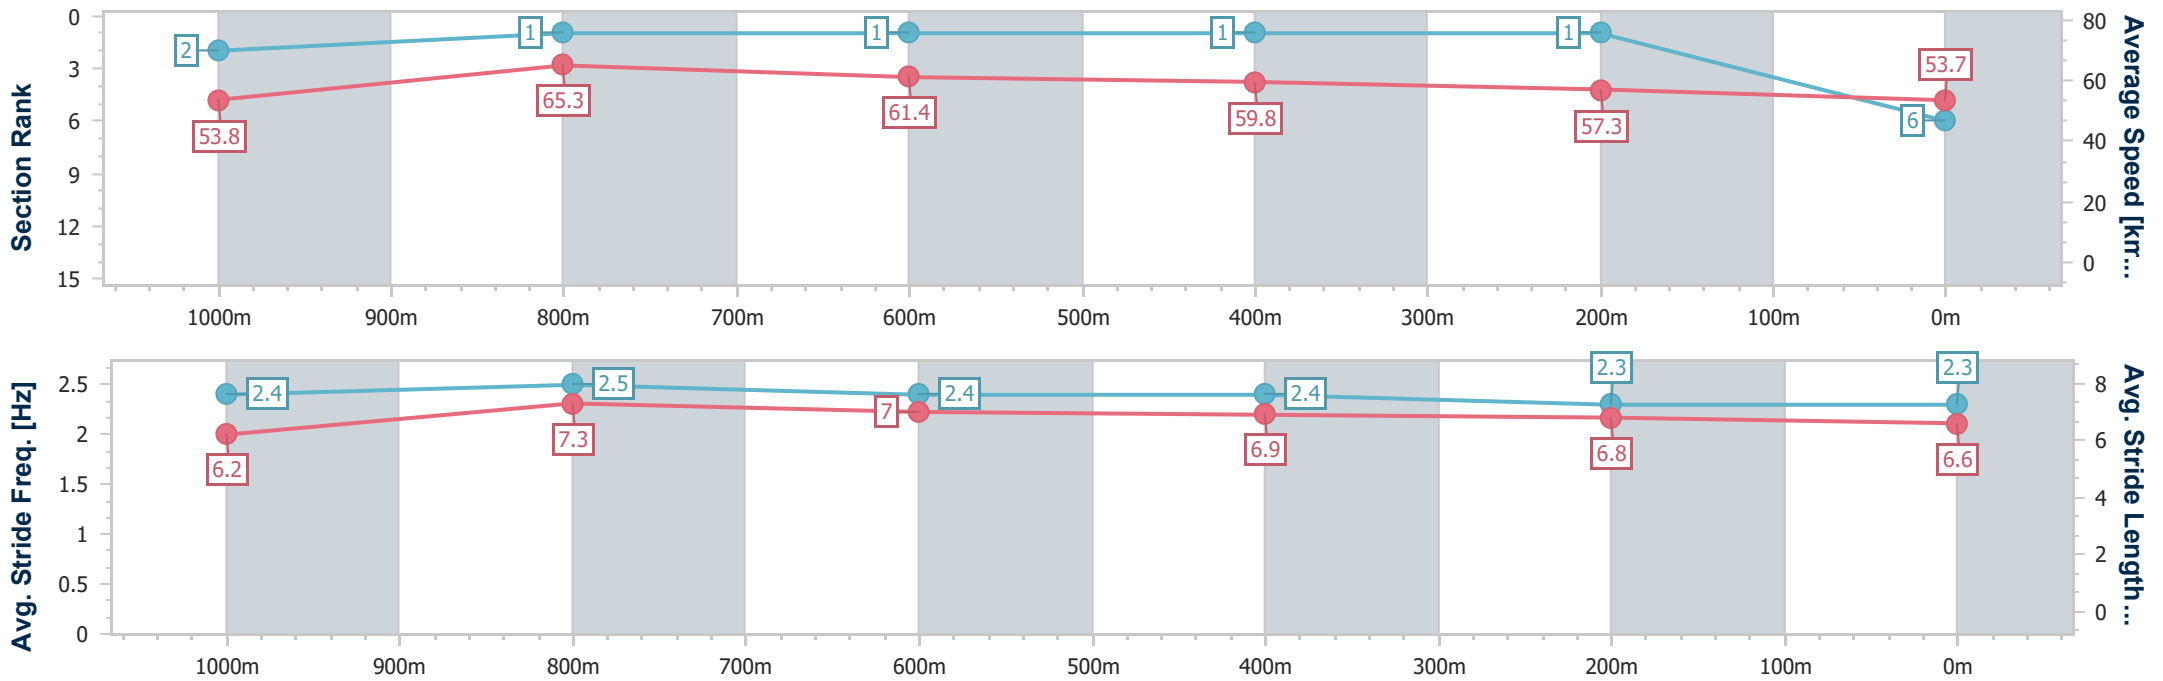 Section Rank
0
3
6
9
12
15
2
1
1
1
1
6
53.8
65.3
61.4
59.8
57.3
53.7
80
60
40
20
0
Average Speed [km...
1000m
900m
800m
700m
600m
500m
400m
300m
200m
100m
0m
Avg. Stride Freq. [Hz]
2.5
2
1.5
1
0.5
0
2.4
2.5
2.4
2.4
2.3
2.3
6.2
7.3
7
6.9
6.8
6.6
8
6
4
2
0
Avg. Stride Length...
1000m
900m
800m
700m
600m
500m
400m
300m
200m
100m
0m